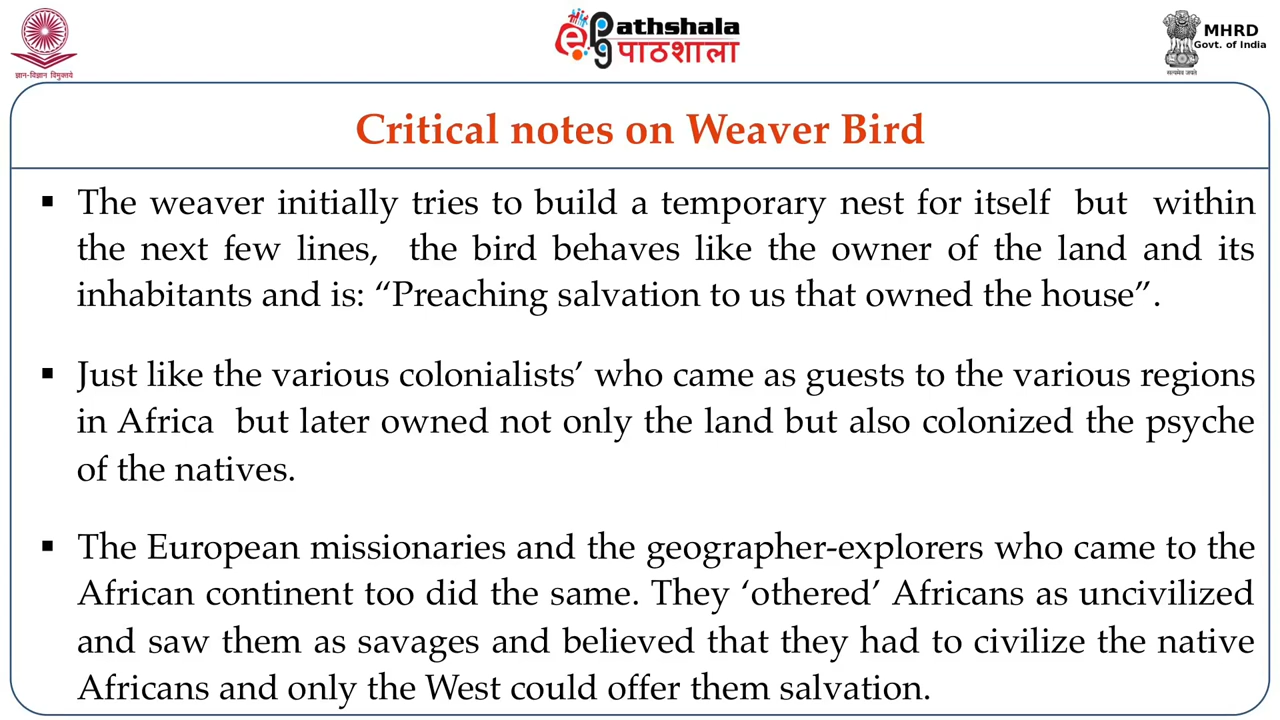 ज्ञान-विज्ञान विमुक्तये
ePg
athshala
पाठशाला
MHRD
Govt. of India
सत्यमेव जयते
Critical notes on Weaver Bird
▪ The weaver initially tries to build a temporary nest for itself but within
the next few lines, the bird behaves like the owner of the land and its
inhabitants and is: “Preaching salvation to us that owned the house”.
▪ Just like the various colonialists’ who came as guests to the various regions
in Africa but later owned not only the land but also colonized the psyche
of the natives.
▪ The European missionaries and the geographer-explorers who came to the
African continent too did the same. They ‘othered’ Africans as uncivilized
and saw them as savages and believed that they had to civilize the native
Africans and only the West could offer them salvation.